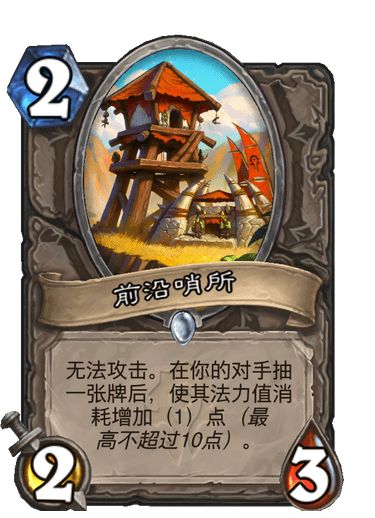 2
前沿哨所
无法攻击。在你的对手抽
一张牌后，使其法力值消
耗增加（1）点（最
高不超过10点）。
2
3